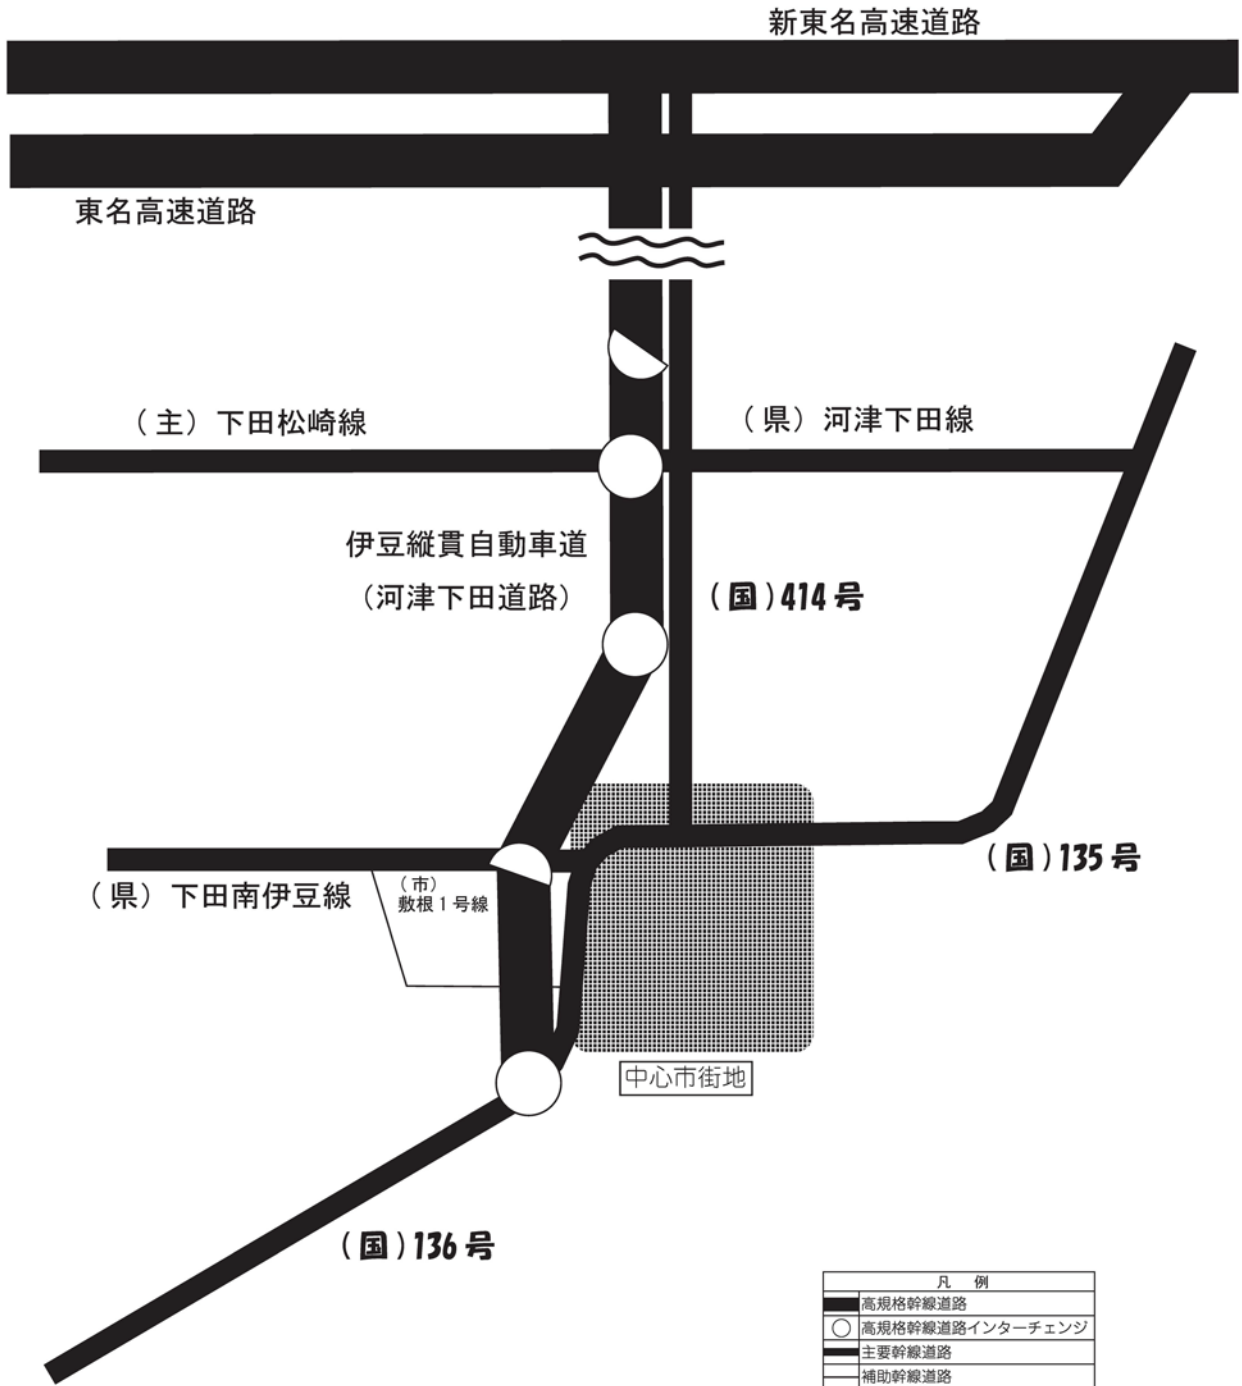 新東名高速道路
東名高速道路
（主）下田松崎線
（県）河津下田線
伊豆縦貫自動車道
（河津下田道路）
（国）414号
（国）135号
（県）下田南伊豆線
（市）
敷根1号線
中心市街地
（国）136号
凡 例
高規格幹線道路
高規格幹線道路インターチェンジ
主要幹線道路
補助幹線道路